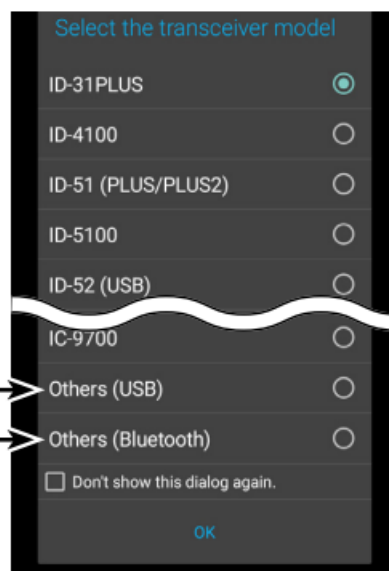 Select the transceiver model
ID-31PLUS
ID-4100
ID-51 (PLUS/PLUS2)
ID-5100
ID-52 (USB)
IC-9700
Others (USB)
Others (Bluetooth)
Don't show this dialog again.
OK